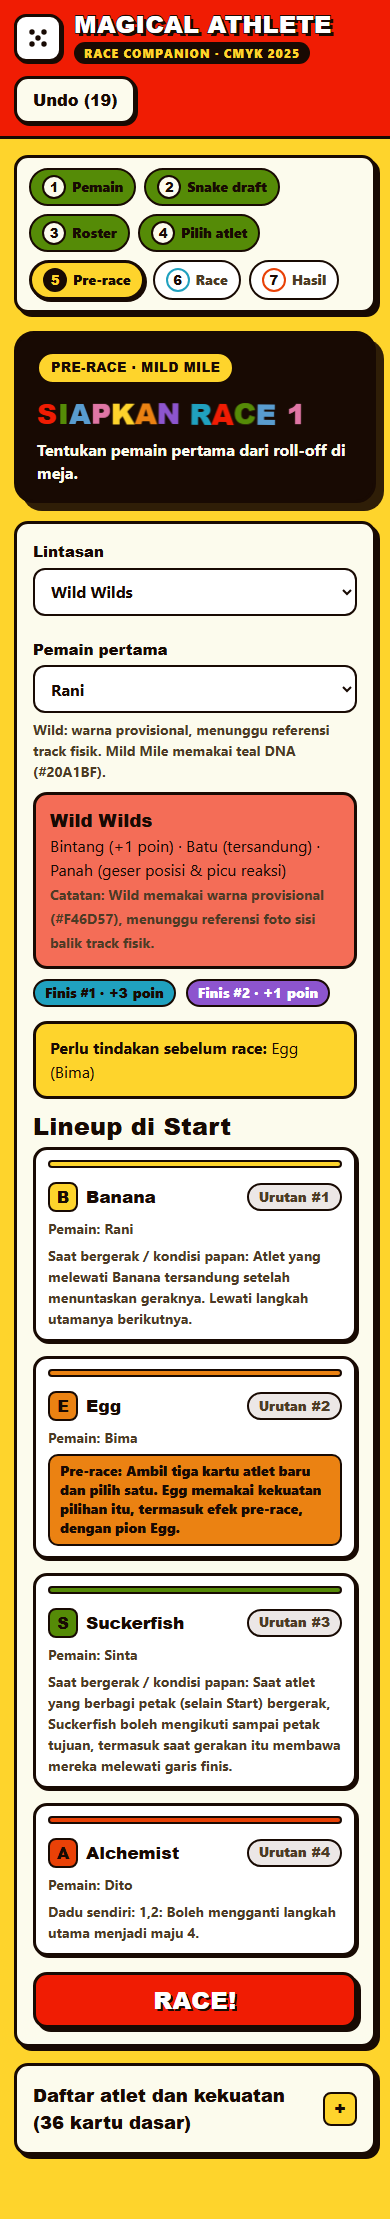 MAGICAL ATHLETE
RACE COMPANION · CMYK 2025
Undo (19)
1 Pemain
2 Snake draft
3 Roster
4 Pilih atlet
5 Pre-race
6 Race
7 Hasil
PRE-RACE · MILD MILE
SIAPKAN RACE 1
Tentukan pemain pertama dari roll-off di
meja.
Lintasan
Wild Wilds
Pemain pertama
Rani
Wild: warna provisional, menunggu referensi
track fisik. Mild Mile memakai teal DNA
(#20A1BF).
Wild Wilds
Bintang (+1 poin) · Batu (tersandung) ·
Panah (geser posisi & picu reaksi)
Catatan: Wild memakai warna provisional
(#F46D57), menunggu referensi foto sisi
balik track fisik.
Finis #1 · +3 poin
Finis #2 · +1 poin
Perlu tindakan sebelum race: Egg
(Bima)
Lineup di Start
B Banana
Urutan #1
Pemain: Rani
Saat bergerak / kondisi papan: Atlet yang
melewati Banana tersandung setelah
menuntaskan geraknya. Lewati langkah
utamanya berikutnya.
E Egg
Urutan #2
Pemain: Bima
Pre-race: Ambil tiga kartu atlet baru
dan pilih satu. Egg memakai kekuatan
pilihan itu, termasuk efek pre-race,
dengan pion Egg.
S Suckerfish
Urutan #3
Pemain: Sinta
Saat bergerak / kondisi papan: Saat atlet
yang berbagi petak (selain Start) bergerak,
Suckerfish boleh mengikuti sampai petak
tujuan, termasuk saat gerakan itu membawa
mereka melewati garis finis.
A Alchemist
Urutan #4
Pemain: Dito
Dadu sendiri: 1,2: Boleh mengganti langkah
utama menjadi maju 4.
RACE!
Daftar atlet dan kekuatan
(36 kartu dasar)
+